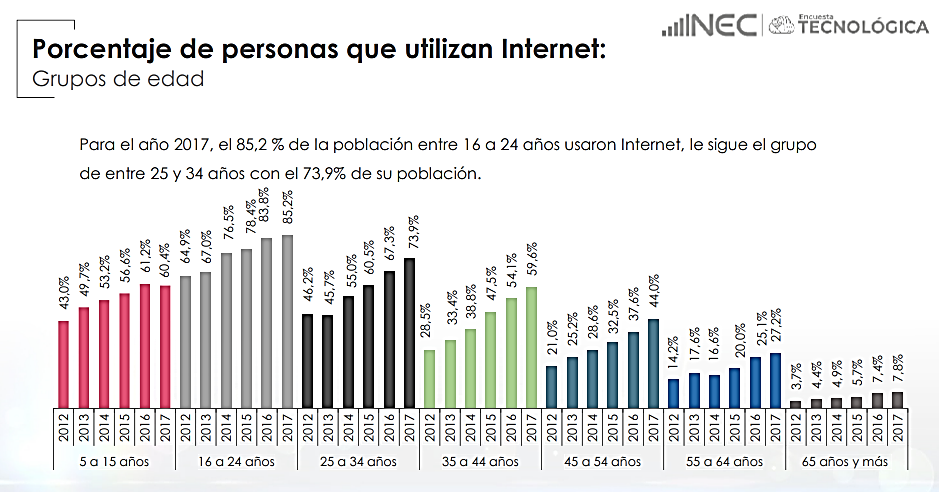 INEC
Encuesta
TECNOLÓGICA
Porcentaje de personas que utilizan Internet:
Grupos de edad
Para el año 2017, el 85,2 % de la población entre 16 a 24 años usaron Internet, le sigue el grupo
de entre 25 y 34 años con el 73,9% de su población.
43,0% 49,7% 53,2% 56,6% 61,2% 60,4% 64,9% 67,0% 76,5% 78,4% 83,8% 85,2% 46,2% 45,7% 55,0% 60,5% 67,3% 73,9% 28,5% 33,4% 38,8% 47,5% 54,1% 59,6% 21,0% 25,2% 28,6% 32,5% 37,6% 44,0% 14,2% 17,6% 16,6% 20,0% 25,1% 27,2% 3,7% 4,4% 4,9% 5,7% 7,4% 7,8%
2012 2013 2014 2015 2016 2017 2012 2013 2014 2015 2016 2017 2012 2013 2014 2015 2016 2017 2012 2013 2014 2015 2016 2017 2012 2013 2014 2015 2016 2017 2012 2013 2014 2015 2016 2017 2012 2013 2014 2015 2016 2017
5 a 15 años 16 a 24 años 25 a 34 años 35 a 44 años 45 a 54 años 55 a 64 años 65 años y más